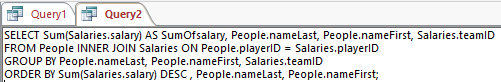 Query1 Query2
SELECT Sum(Salaries.salary) AS SumOfsalary, People.nameLast, People.nameFirst, Salaries.teamID
FROM People INNER JOIN Salaries ON People.playerID = Salaries.playerID
GROUP BY People.nameLast, People.nameFirst, Salaries.teamID
ORDER BY Sum(Salaries.salary) DESC , People.nameLast, People.nameFirst;